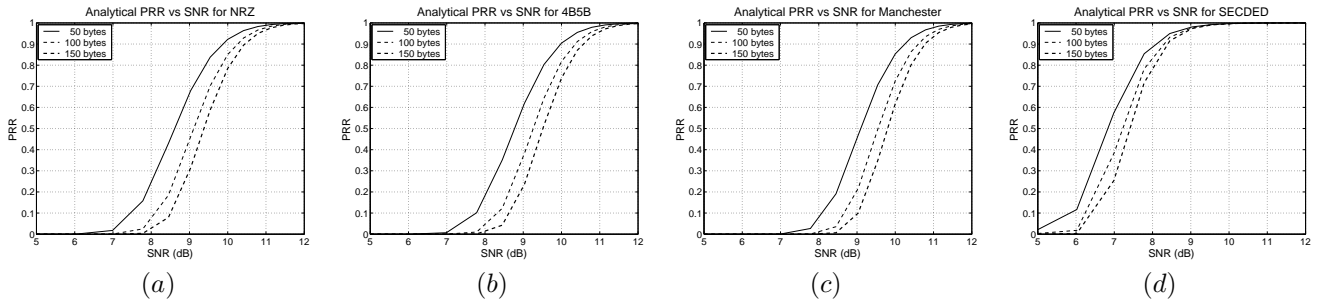 Analytical PRR vs SNR for NRZ
1
0.9
0.8
0.7
0.6
0.5
0.4
0.3
0.2
0.1
0
PRR
50 bytes
100 bytes
150 bytes
5 6 7 8 9 10 11 12
SNR (dB)
(a)
Analytical PRR vs SNR for 4B5B
1
0.9
0.8
0.7
0.6
0.5
0.4
0.3
0.2
0.1
0
PRR
50 bytes
100 bytes
150 bytes
5 6 7 8 9 10 11 12
SNR (dB)
(b)
Analytical PRR vs SNR for Manchester
1
0.9
0.8
0.7
0.6
0.5
0.4
0.3
0.2
0.1
0
PRR
50 bytes
100 bytes
150 bytes
5 6 7 8 9 10 11 12
SNR (dB)
(c)
Analytical PRR vs SNR for SECDED
1
0.9
0.8
0.7
0.6
0.5
0.4
0.3
0.2
0.1
0
PRR
50 bytes
100 bytes
150 bytes
5 6 7 8 9 10 11 12
SNR (dB)
(d)